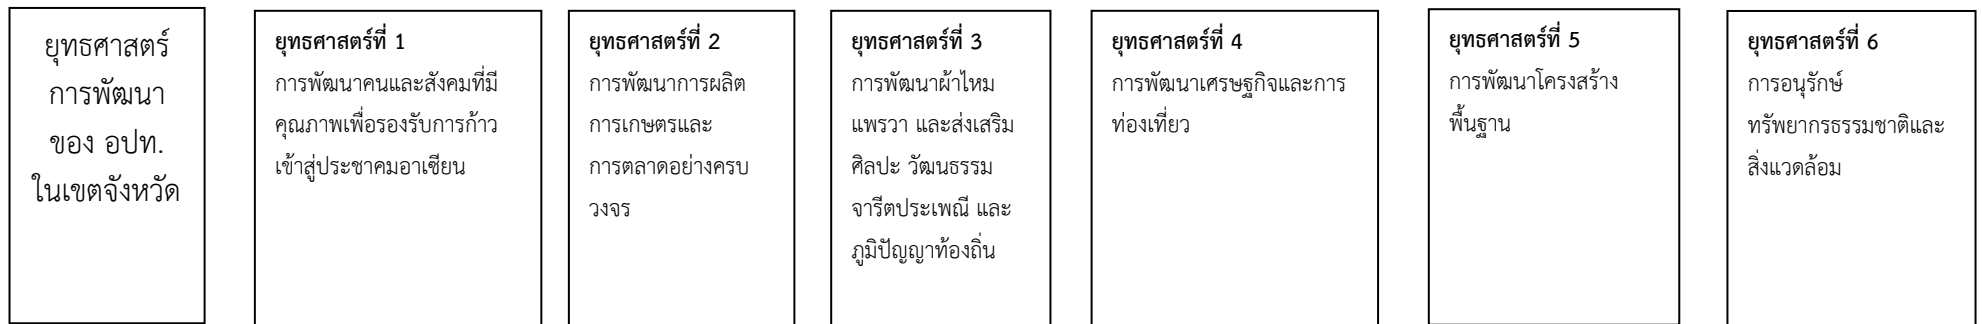 ยุทธศาสตร์
การพัฒนา
ของ อปท.
ในเขตจังหวัด
ยุทธศาสตร์ที่ 1
การพัฒนาคนและสังคมที่มี
คุณภาพเพื่อรองรับการก้าว
เข้าสู่ประชาคมอาเซียน
ยุทธศาสตร์ที่ 2
การพัฒนาการผลิต
การเกษตรและ
การตลาดอย่างครบ
วงจร
ยุทธศาสตร์ที่ 3
การพัฒนาผ้าไหม
แพรวา และส่งเสริม
ศิลปะ วัฒนธรรม
จารีตประเพณี และ
ภูมิปัญญาท้องถิ่น
ยุทธศาสตร์ที่ 4
การพัฒนาเศรษฐกิจและการ
ท่องเที่ยว
ยุทธศาสตร์ที่ 5
การพัฒนาโครงสร้าง
พื้นฐาน
ยุทธศาสตร์ที่ 6
การอนุรักษ์
ทรัพยากรธรรมชาติและ
สิ่งแวดล้อม